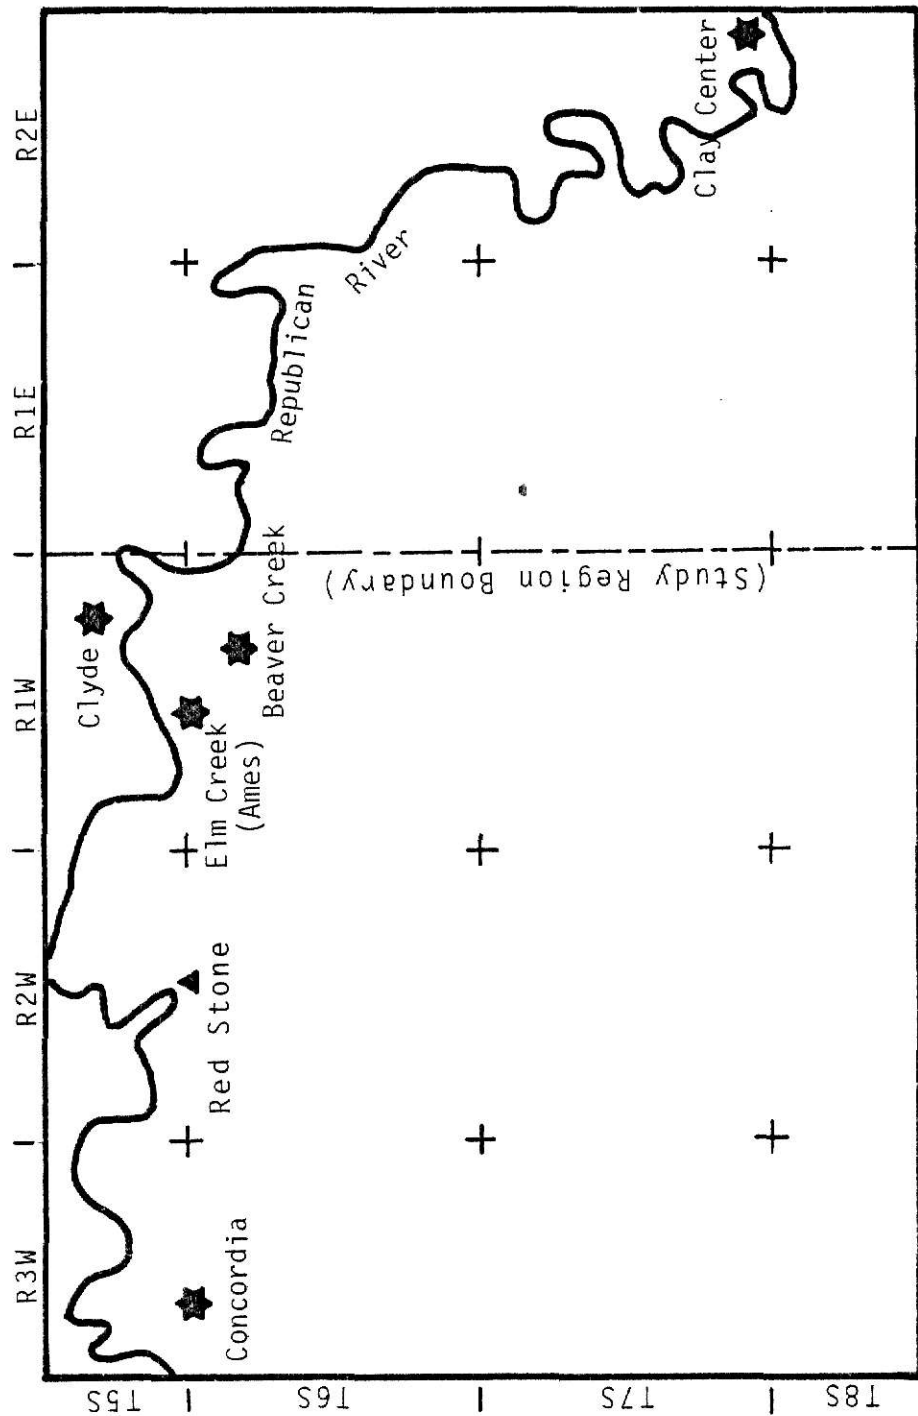 R3W
R2W
R1W
R1E
R2E
T5S
T6S
T7S
T8S
Clyde
Concordia
Red Stone
Elm Creek
(Ames)
Beaver Creek
Republican
River
Clay Center
(Study Region Boundary)